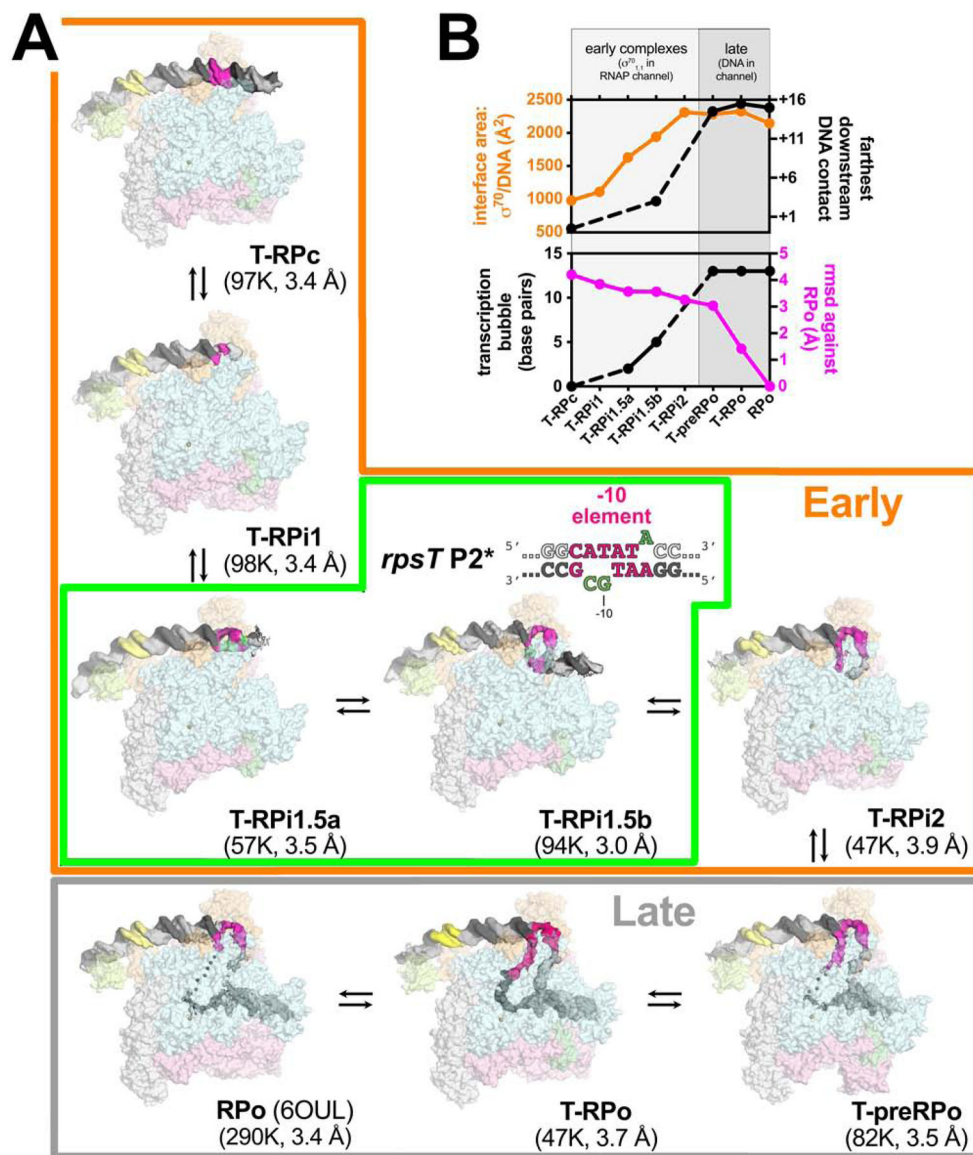 A
T-RPc
(97K, 3.4 Å)
T-RPi1
(98K, 3.4 Å)
B
early complexes
(σ⁷⁰₁.₁ in
RNAP channel)
late
(DNA in
channel)
interface area:
σ⁷⁰/DNA (Å²)
2500
2000
1500
1000
500
+16
+11
+6
+1
farthest
downstream
DNA contact
transcription
bubble
(base pairs)
15
10
5
0
5
4
3
2
1
0
rmsd against
RPo (Å)
T-RPc
T-RPi1
T-RPi1.5a
T-RPi1.5b
T-RPi2
T-preRPo
T-RPo
RPo
Early
-10
element
rpsT P2*
A
5' ...GGCATAT CC... 3'
3' ...CCG TAAGG... 5'
CG
-10
T-RPi1.5a
(57K, 3.5 Å)
T-RPi1.5b
(94K, 3.0 Å)
T-RPi2
(47K, 3.9 Å)
Late
RPo (6OUL)
(290K, 3.4 Å)
T-RPo
(47K, 3.7 Å)
T-preRPo
(82K, 3.5 Å)